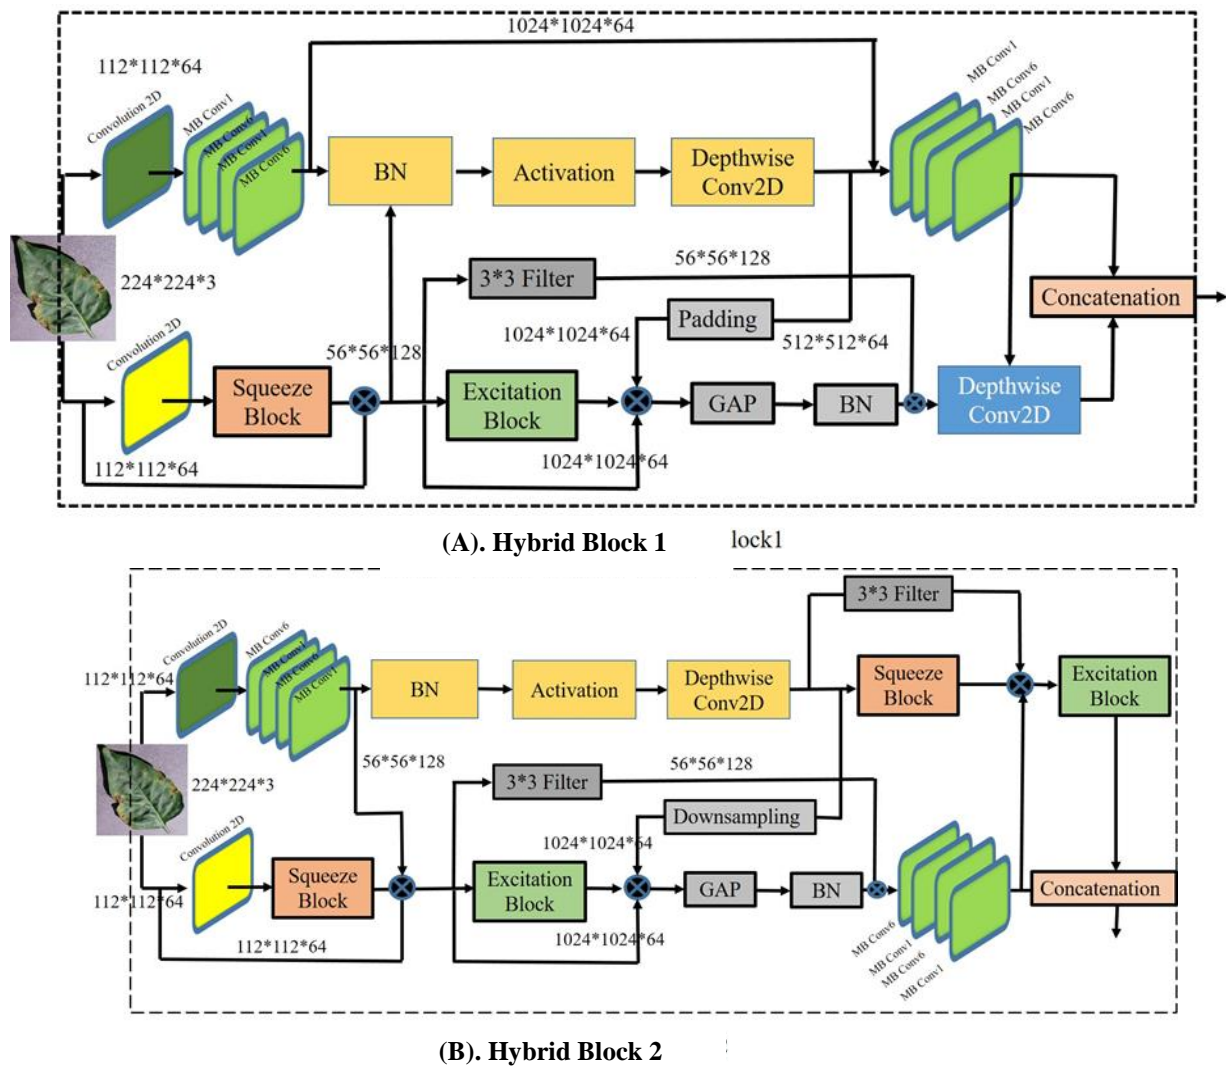 1024*1024*64
112*112*64
Convolution 2D
MB Conv1
MB Conv6
MB Conv1
MB Conv6
BN
Activation
Depthwise
Conv2D
MB Conv1
MB Conv6
MB Conv1
MB Conv6
224*224*3
3*3 Filter
56*56*128
Padding
1024*1024*64
512*512*64
Concatenation
Convolution 2D
56*56*128
Squeeze
Block
Excitation
Block
GAP
BN
Depthwise
Conv2D
112*112*64
1024*1024*64
(A). Hybrid Block 1
lock1
3*3 Filter
Convolution 2D
MB Conv6
MB Conv1
MB Conv6
MB Conv1
112*112*64
BN
Activation
Depthwise
Conv2D
Squeeze
Block
Excitation
Block
224*224*3
56*56*128
3*3 Filter
56*56*128
Downsampling
Convolution 2D
1024*1024*64
112*112*64
Squeeze
Block
Excitation
Block
GAP
BN
Concatenation
112*112*64
1024*1024*64
MB Conv6
MB Conv1
MB Conv6
MB Conv1
(B). Hybrid Block 2